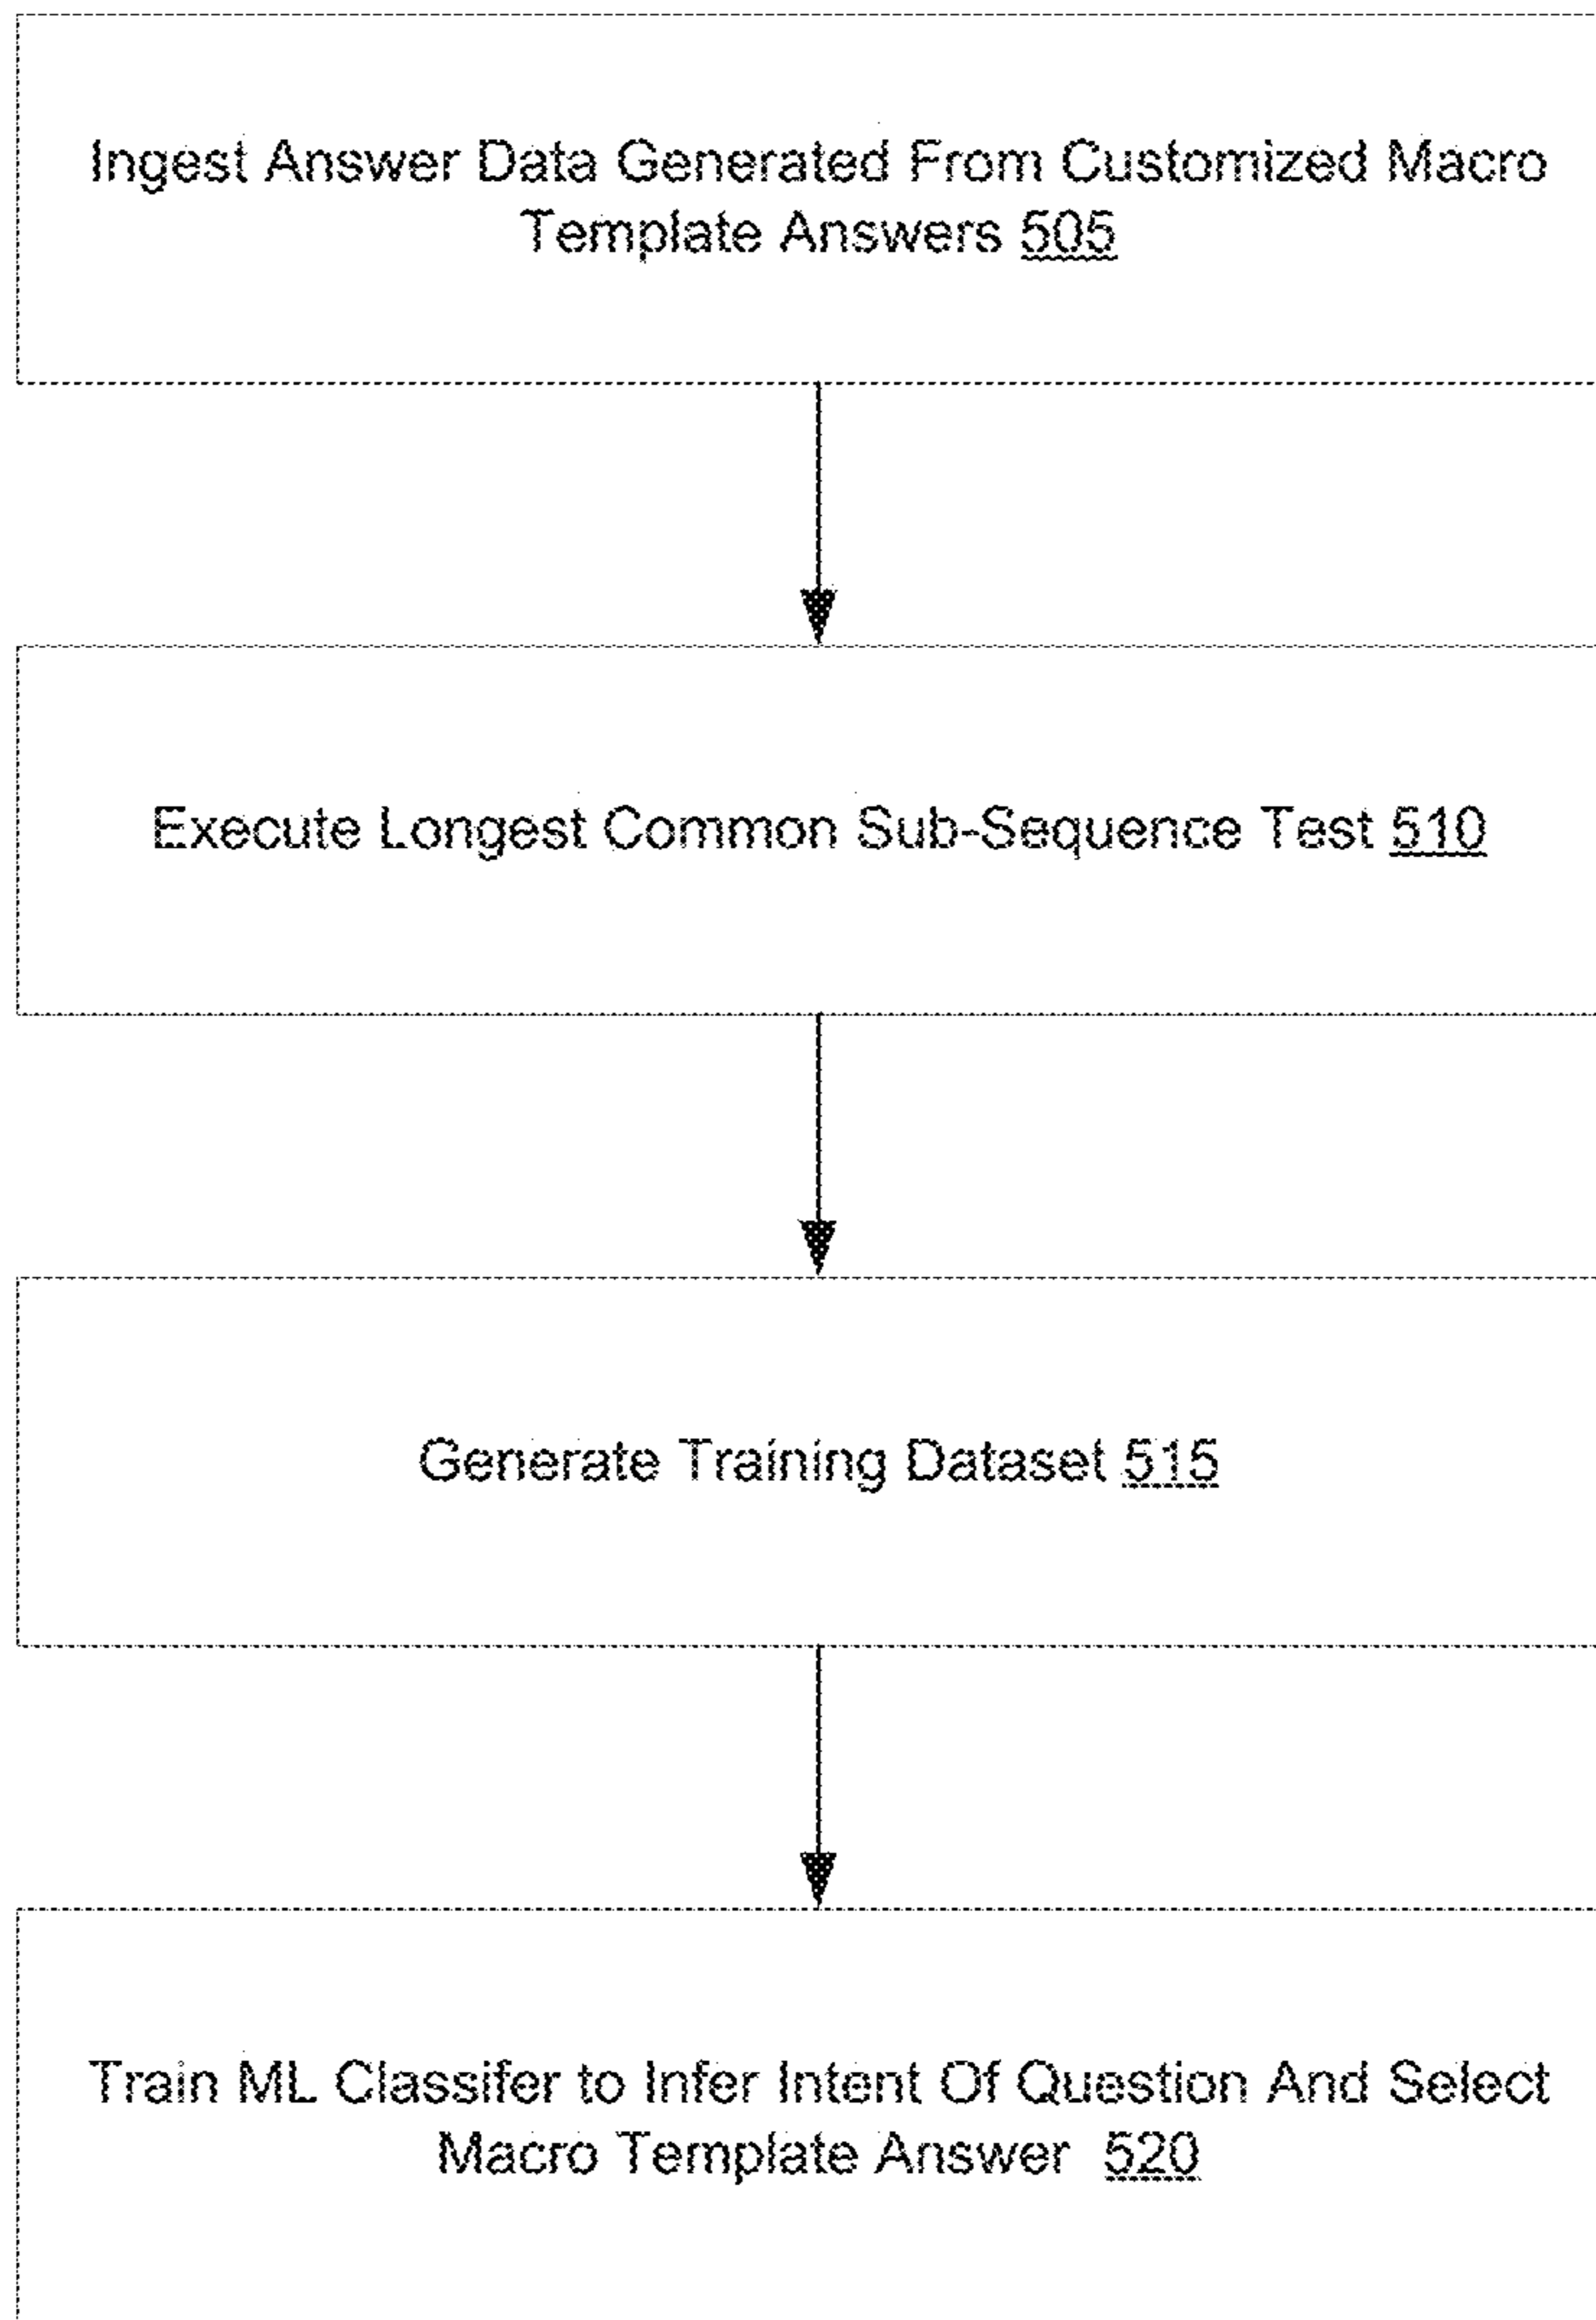 Ingest Answer Data Generated From Customized Macro
Template Answers 505
Execute Longest Common Sub-Sequence Test 510
Generate Training Dataset 515
Train ML Classifer to Infer Intent Of Question And Select
Macro Template Answer 520